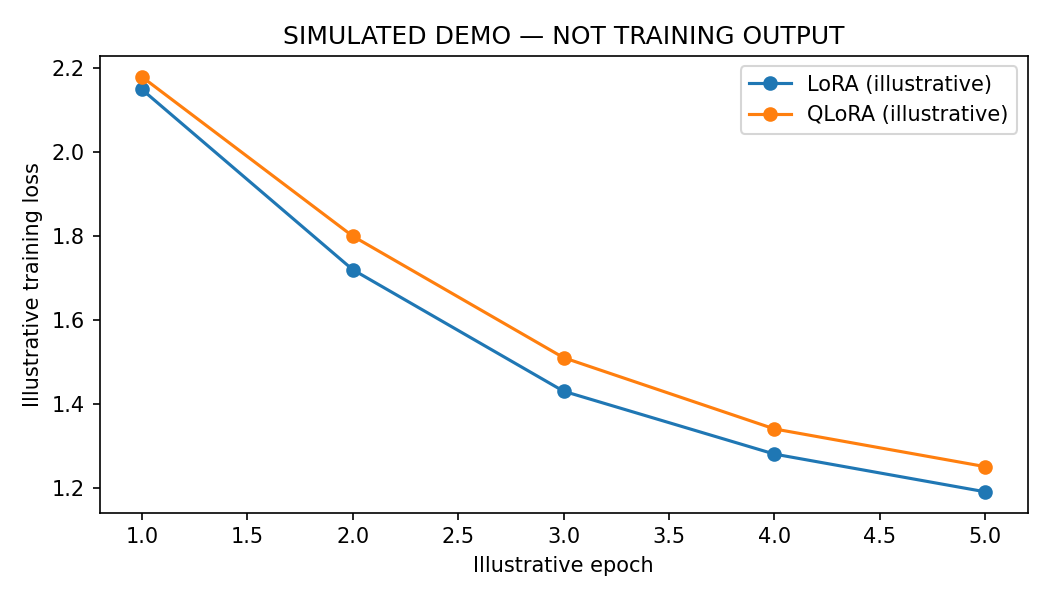 SIMULATED DEMO — NOT TRAINING OUTPUT
LoRA (illustrative)
QLoRA (illustrative)
Illustrative training loss
2.2
2.0
1.8
1.6
1.4
1.2
1.0 1.5 2.0 2.5 3.0 3.5 4.0 4.5 5.0
Illustrative epoch